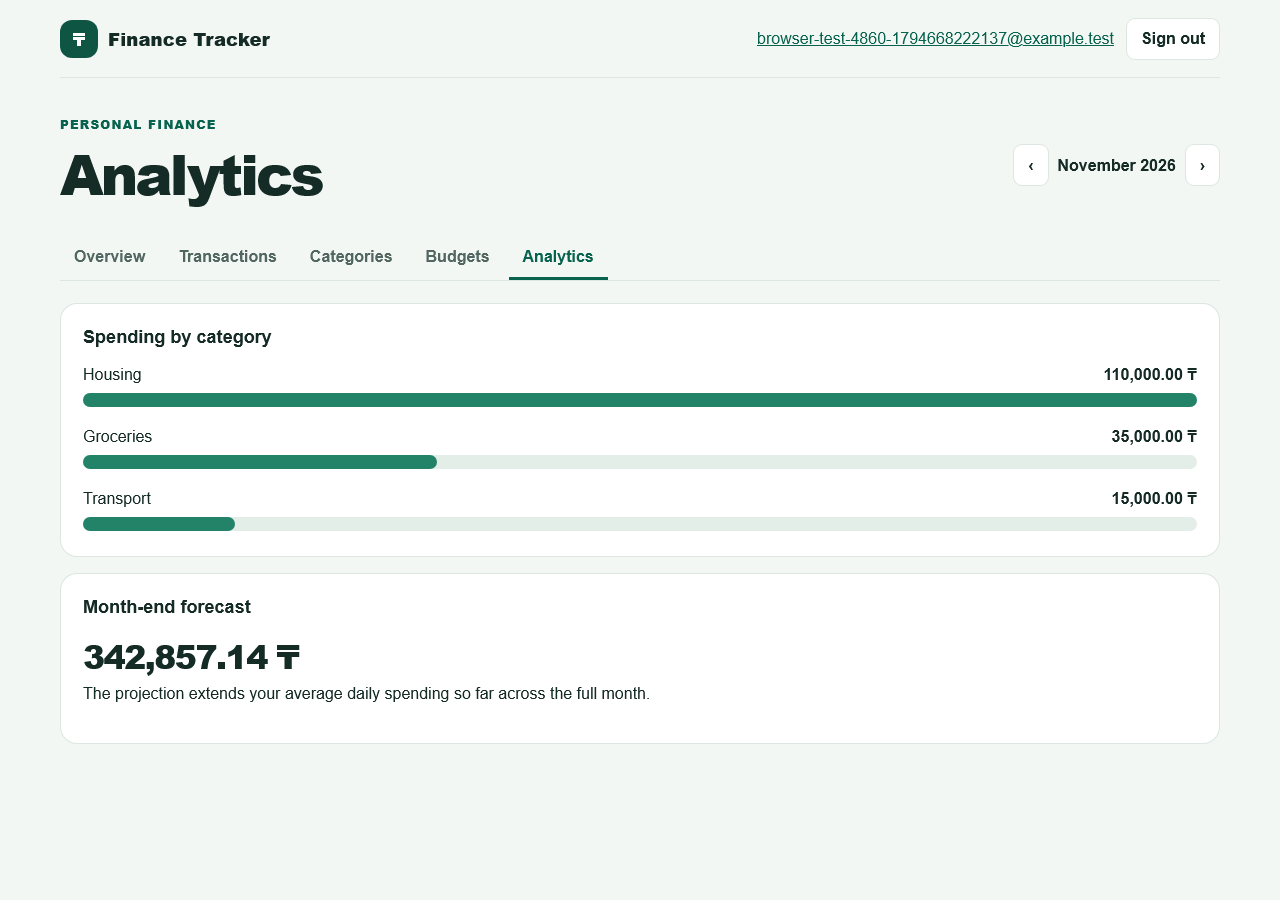 ₸ Finance Tracker
browser-test-4860-1794668222137@example.test Sign out
PERSONAL FINANCE
Analytics
‹ November 2026 ›
Overview Transactions Categories Budgets Analytics
Spending by category
Housing 110,000.00 ₸
Groceries 35,000.00 ₸
Transport 15,000.00 ₸
Month-end forecast
342,857.14 ₸
The projection extends your average daily spending so far across the full month.